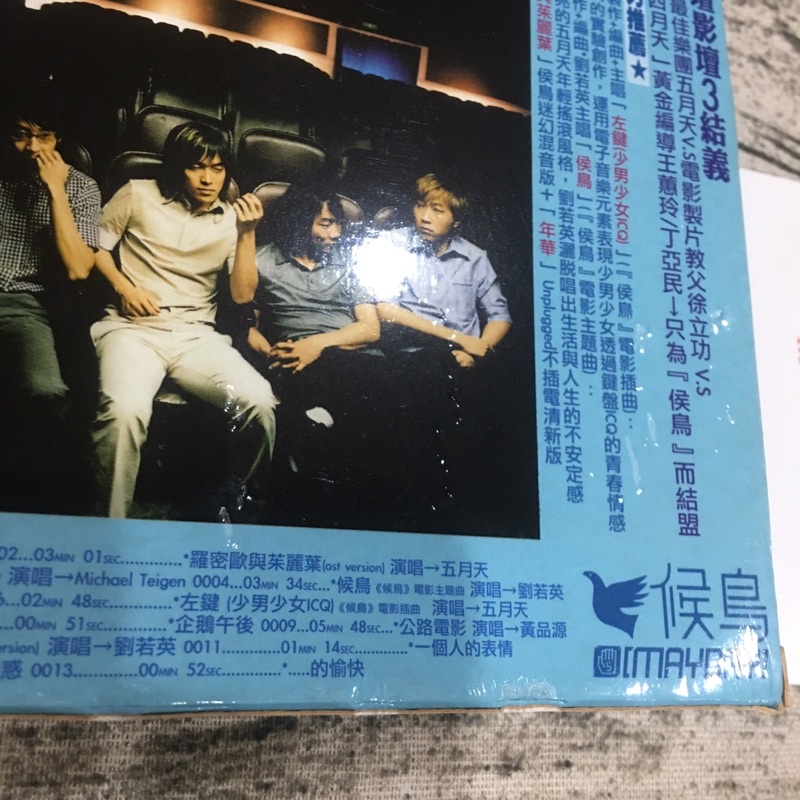 壇影壇3結義
最佳樂團五月天v.s電影製片教父徐立功 v.s
四月天」黃金編導王蕙玲/丁亞民→只為『候鳥』而結盟
推薦★
作+編曲+主唱「左鍵(少男少女ICQ)」『候鳥』電影插曲):
的實驗創作，運用電子音樂元素表現少男少女透過鍵盤ICQ的青春情感
作+編曲,劉若英主唱「候鳥」『候鳥』電影主題曲):
亮的五月天年輕搖滾風格，劉若英灑脫唱出生活與人生的不安定感
與茱麗葉」候鳥迷幻混音版+「年華」Unplugged不插電清新版
02...03MIN 01SEC.............*羅密歐與茱麗葉(ost version) 演唱→五月天
演唱→Michael Teigen 0004...03MIN 34SEC...*候鳥《候鳥》電影主題曲 演唱→劉若英
6...02MIN 48SEC............*左鍵 (少男少女ICQ)《候鳥》電影插曲 演唱→五月天
...00MIN 51SEC............*企鵝午後 0009...05MIN 48SEC...*公路電影 演唱→黃品源
ersion) 演唱→劉若英 0011............01MIN 14SEC............*一個人的表情
惑 0013............00MIN 52SEC............*.....的愉快
候鳥